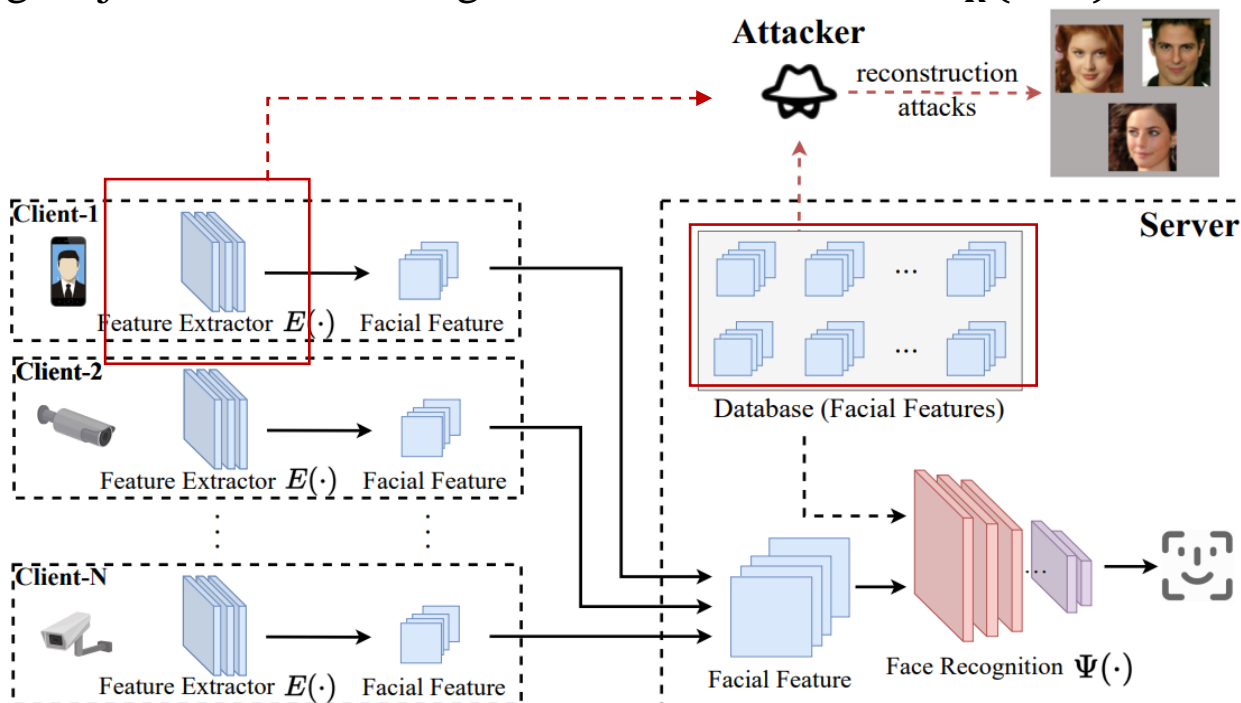 Attacker
reconstruction
attacks
Client-1
Server
Feature Extractor E(·) Facial Feature
Client-2
...
...
Database (Facial Features)
Feature Extractor E(·) Facial Feature
Client-N
...
Feature Extractor E(·) Facial Feature
Facial Feature
Face Recognition Ψ(·)